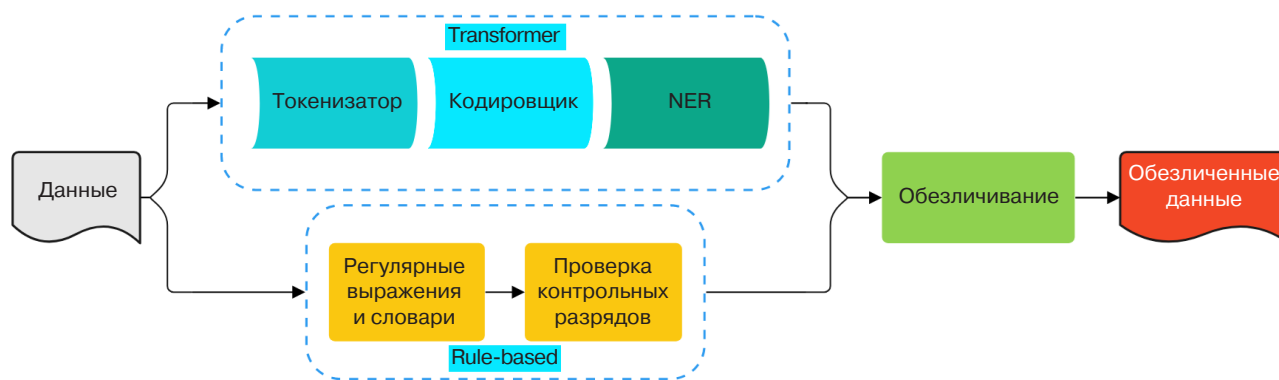 Transformer
Токенизатор
Кодировщик
NER
Данные
Обезличивание
Обезличенные
данные
Регулярные
выражения
и словари
Проверка
контрольных
разрядов
Rule-based